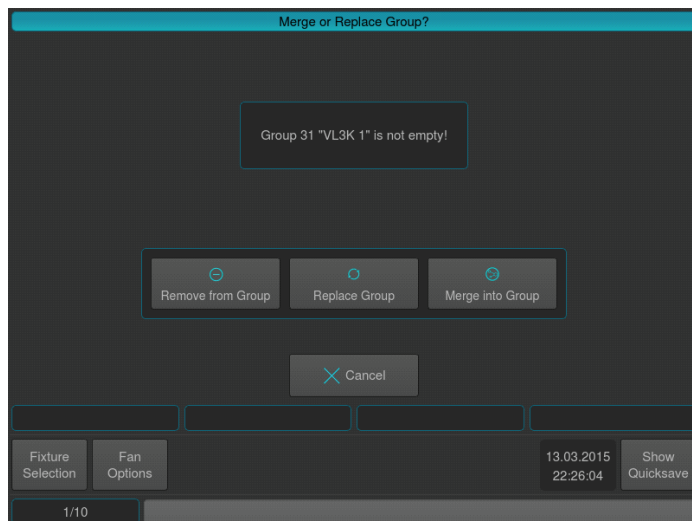 Merge or Replace Group?
Group 31 "VL3K 1" is not empty!
Remove from Group
Replace Group
Merge into Group
Cancel
Fixture
Selection
Fan
Options
13.03.2015
22:26:04
Show
Quicksave
1/10